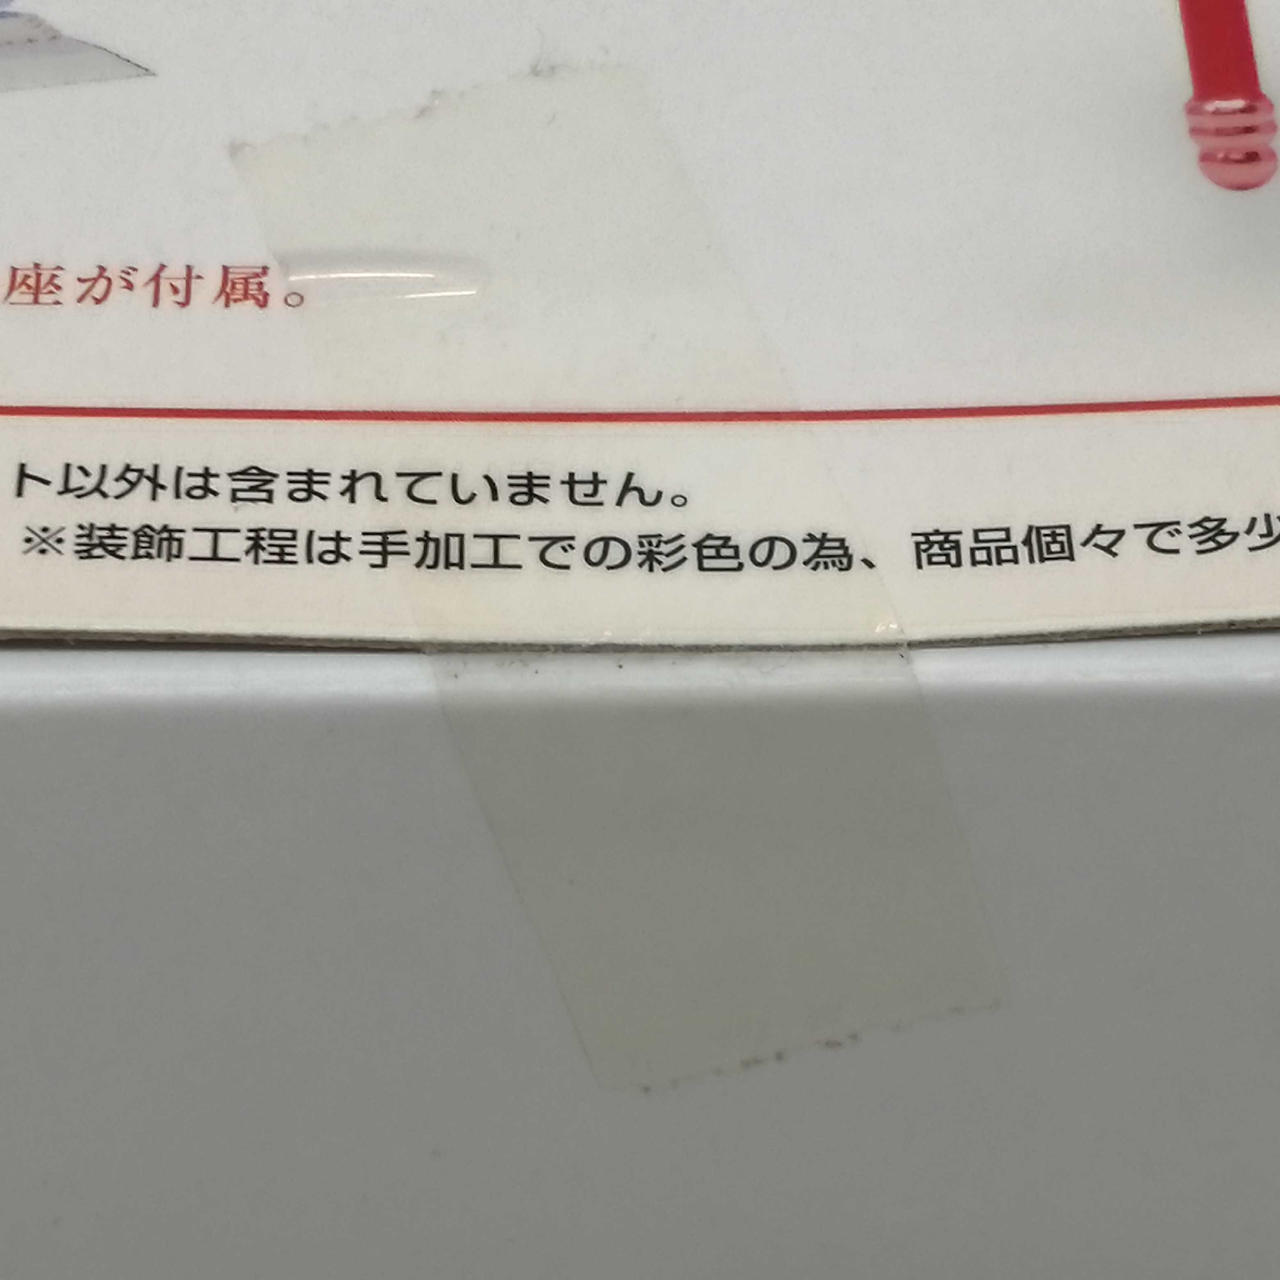 座が付属。
ト以外は含まれていません。
※装飾工程は手加工での彩色の為、商品個々で多少